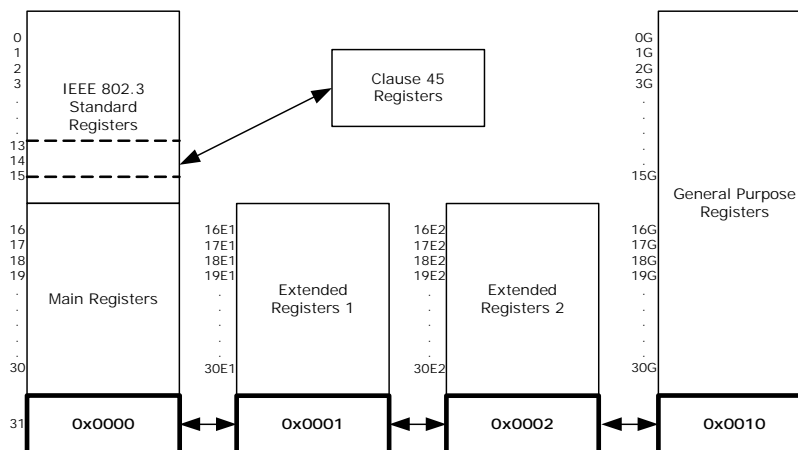 0
1
2
3
.
.
.
13
14
15
IEEE 802.3
Standard
Registers
Clause 45
Registers
16
17
18
19
.
.
.
.
.
30
Main Registers
16E1
17E1
18E1
19E1
.
.
.
.
.
30E1
Extended
Registers 1
16E2
17E2
18E2
19E2
.
.
.
.
.
30E2
Extended
Registers 2
0G
1G
2G
3G
.
.
.
.
.
15G
16G
17G
18G
19G
.
.
.
.
.
30G
General Purpose
Registers
31
0x0000
0x0001
0x0002
0x0010